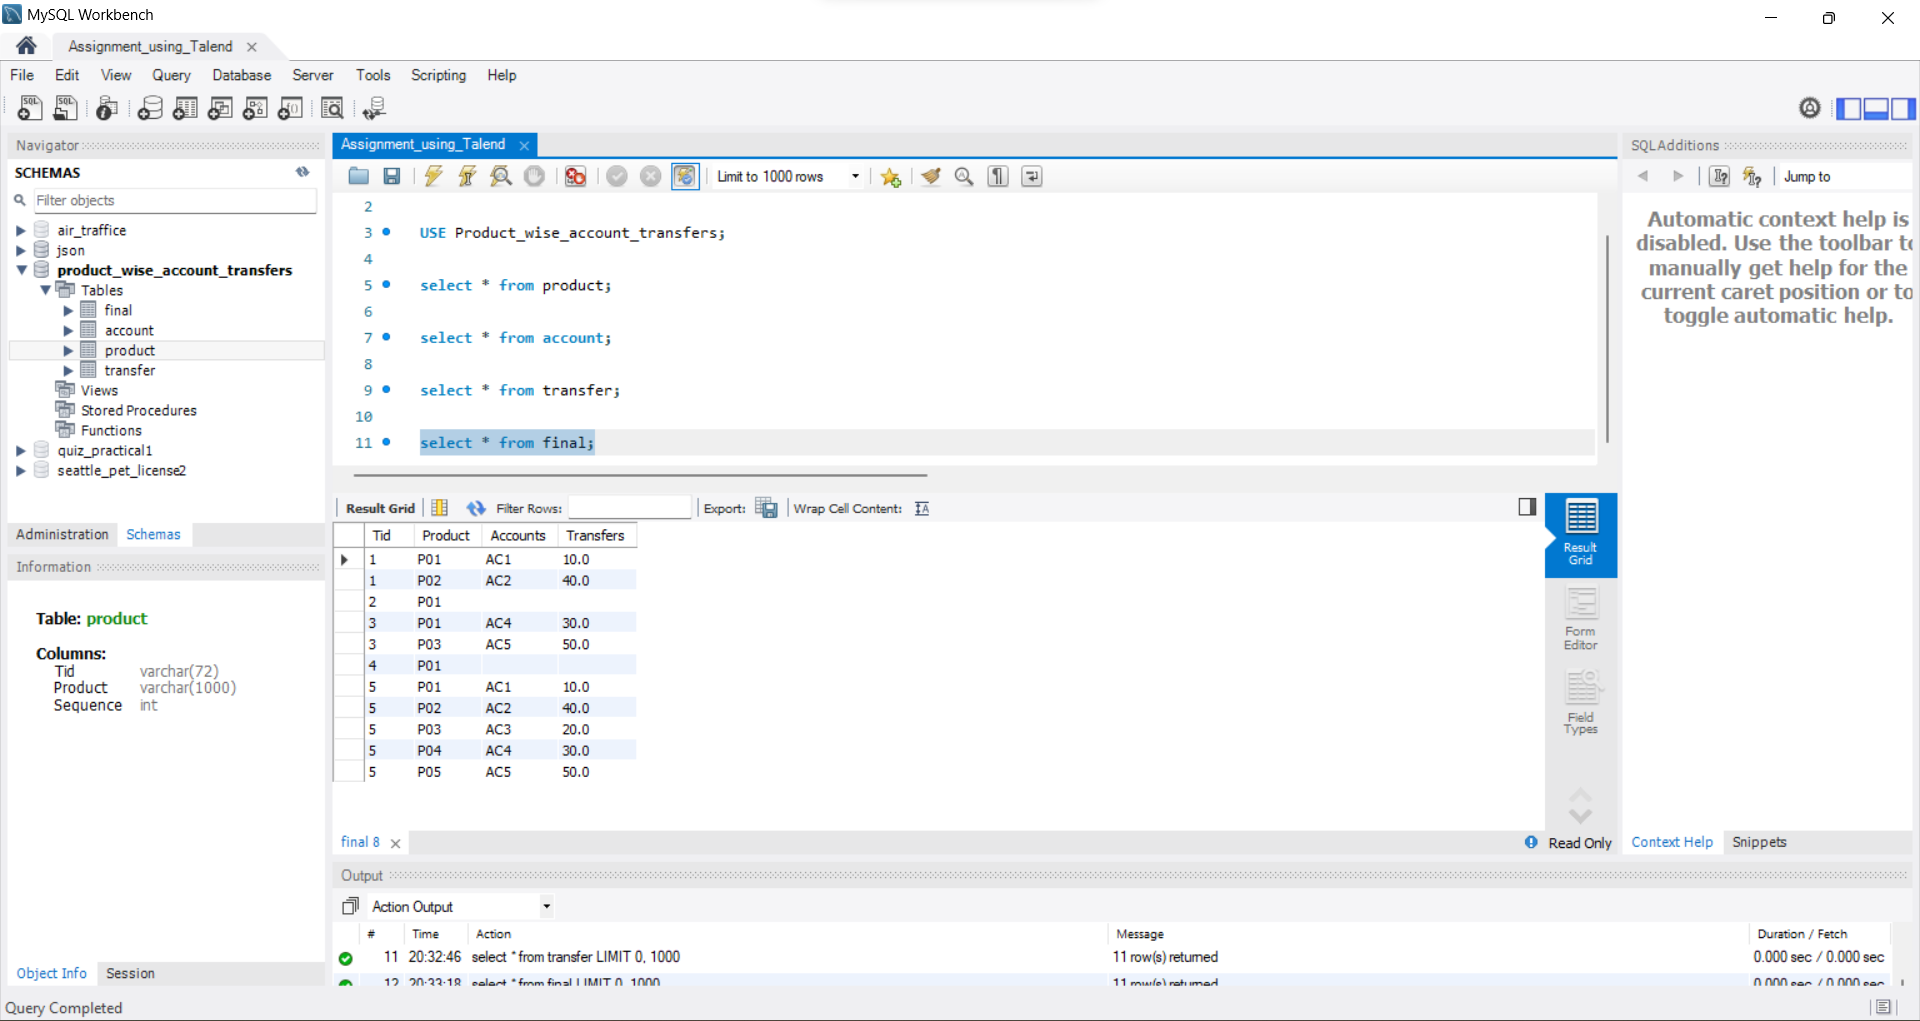 MySQL Workbench
Assignment_using_Talend
File Edit View Query Database Server Tools Scripting Help
Navigator
SCHEMAS
Filter objects
air_traffice
json
product_wise_account_transfers
Tables
final
account
product
transfer
Views
Stored Procedures
Functions
quiz_practical1
seattle_pet_license2
Administration Schemas
Information
Table: product
Columns:
Tid varchar(72)
Product varchar(1000)
Sequence int
Object Info Session
Query Completed
Assignment_using_Talend
Limit to 1000 rows
2
3 USE Product_wise_account_transfers;
4
5 select * from product;
6
7 select * from account;
8
9 select * from transfer;
10
11 select * from final;
Result Grid Filter Rows: Export: Wrap Cell Content:
Tid Product Accounts Transfers
1 P01 AC1 10.0
1 P02 AC2 40.0
2 P01
3 P01 AC4 30.0
3 P03 AC5 50.0
4 P01
5 P01 AC1 10.0
5 P02 AC2 40.0
5 P03 AC3 20.0
5 P04 AC4 30.0
5 P05 AC5 50.0
Result
Grid
Form
Editor
Field
Types
final 8
Read Only
Output
Action Output
# Time Action Message Duration / Fetch
11 20:32:46 select * from transfer LIMIT 0, 1000 11 row(s) returned 0.000 sec / 0.000 sec
12 20:33:18 select * from final LIMIT 0, 1000 11 row(s) returned 0.000 sec / 0.000 sec
SQLAdditions
Jump to
Automatic context help is
disabled. Use the toolbar to
manually get help for the
current caret position or to
toggle automatic help.
Context Help Snippets